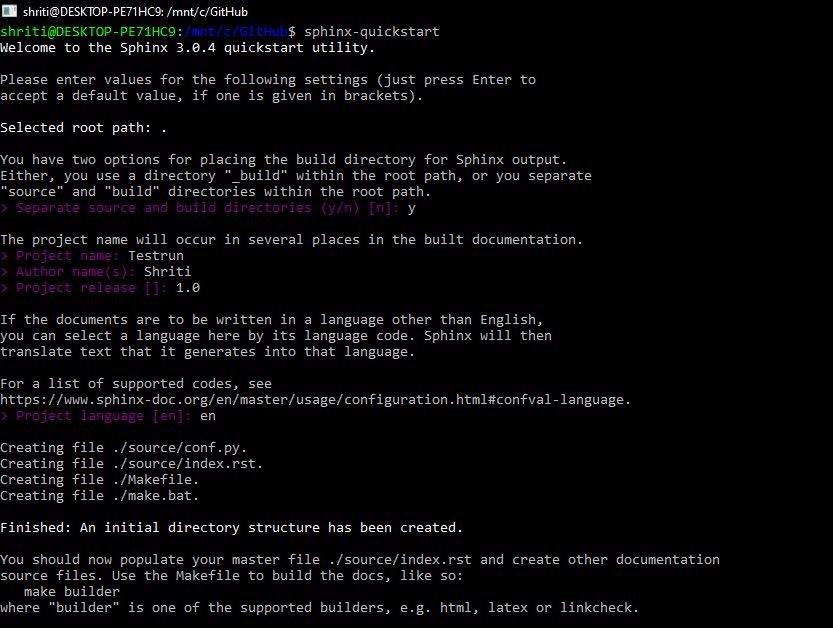 shriti@DESKTOP-PE71HC9: /mnt/c/GitHub
shriti@DESKTOP-PE71HC9:/mnt/c/GitHub$ sphinx-quickstart
Welcome to the Sphinx 3.0.4 quickstart utility.
Please enter values for the following settings (just press Enter to
accept a default value, if one is given in brackets).
Selected root path: .
You have two options for placing the build directory for Sphinx output.
Either, you use a directory "_build" within the root path, or you separate
"source" and "build" directories within the root path.
> Separate source and build directories (y/n) [n]: y
The project name will occur in several places in the built documentation.
> Project name: Testrun
> Author name(s): Shriti
> Project release []: 1.0
If the documents are to be written in a language other than English,
you can select a language here by its language code. Sphinx will then
translate text that it generates into that language.
For a list of supported codes, see
https://www.sphinx-doc.org/en/master/usage/configuration.html#confval-language.
> Project language [en]: en
Creating file ./source/conf.py.
Creating file ./source/index.rst.
Creating file ./Makefile.
Creating file ./make.bat.
Finished: An initial directory structure has been created.
You should now populate your master file ./source/index.rst and create other documentation
source files. Use the Makefile to build the docs, like so:
make builder
where "builder" is one of the supported builders, e.g. html, latex or linkcheck.